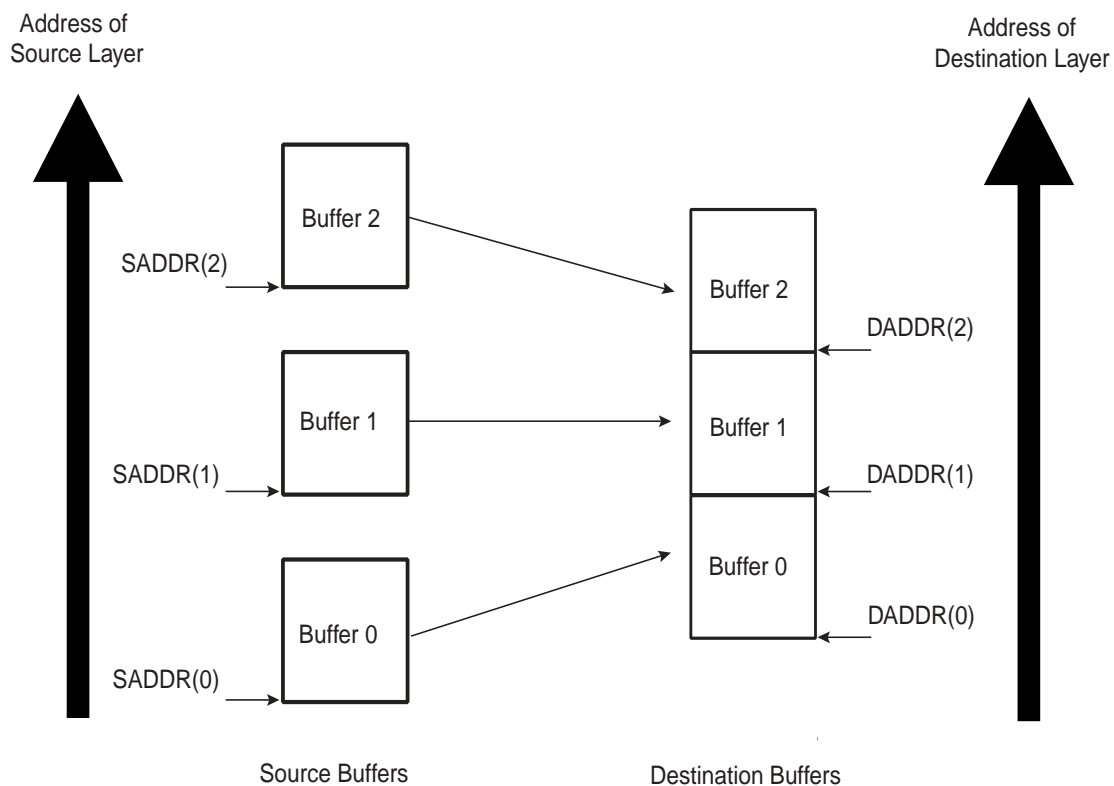 Address of
Source Layer
Address of
Destination Layer
Buffer 2
SADDR(2)
Buffer 2
DADDR(2)
Buffer 1
Buffer 1
SADDR(1)
DADDR(1)
Buffer 0
Buffer 0
DADDR(0)
SADDR(0)
Source Buffers
Destination Buffers